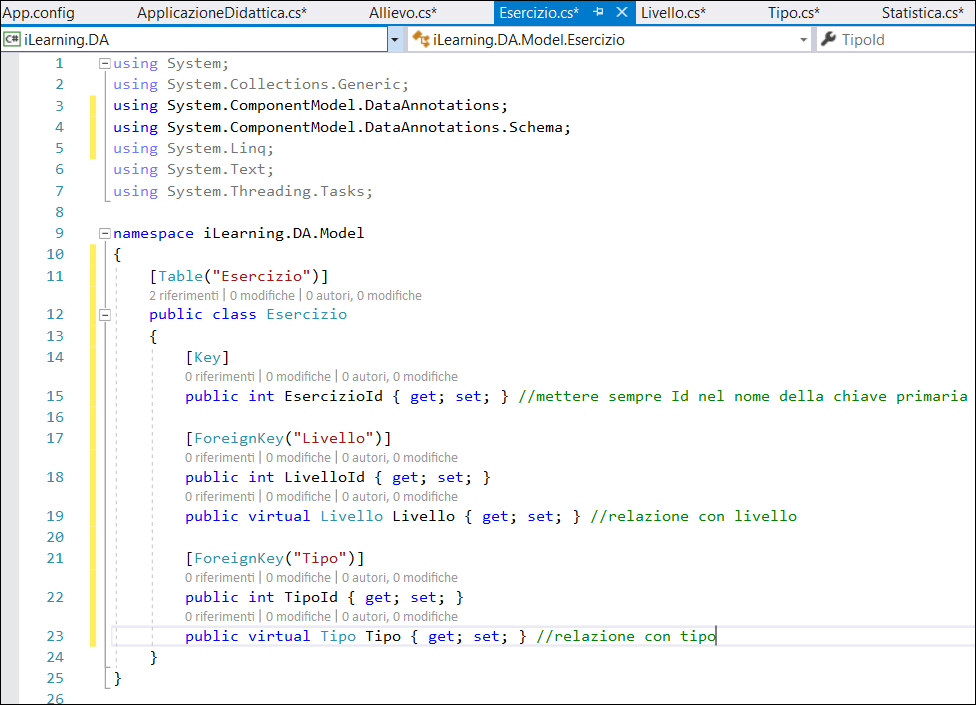 App.config ApplicazioneDidattica.cs* Allievo.cs* Esercizio.cs* Livello.cs* Tipo.cs* Statistica.cs*
C# iLearning.DA iLearning.DA.Model.Esercizio TipoId
1 using System;
2 using System.Collections.Generic;
3 using System.ComponentModel.DataAnnotations;
4 using System.ComponentModel.DataAnnotations.Schema;
5 using System.Linq;
6 using System.Text;
7 using System.Threading.Tasks;
8
9 namespace iLearning.DA.Model
10 {
11 [Table("Esercizio")]
2 riferimenti | 0 modifiche | 0 autori, 0 modifiche
12 public class Esercizio
13 {
14 [Key]
0 riferimenti | 0 modifiche | 0 autori, 0 modifiche
15 public int EsercizioId { get; set; } //mettere sempre Id nel nome della chiave primaria
16
17 [ForeignKey("Livello")]
0 riferimenti | 0 modifiche | 0 autori, 0 modifiche
18 public int LivelloId { get; set; }
0 riferimenti | 0 modifiche | 0 autori, 0 modifiche
19 public virtual Livello Livello { get; set; } //relazione con livello
20
21 [ForeignKey("Tipo")]
0 riferimenti | 0 modifiche | 0 autori, 0 modifiche
22 public int TipoId { get; set; }
0 riferimenti | 0 modifiche | 0 autori, 0 modifiche
23 public virtual Tipo Tipo { get; set; } //relazione con tipo
24 }
25 }
26